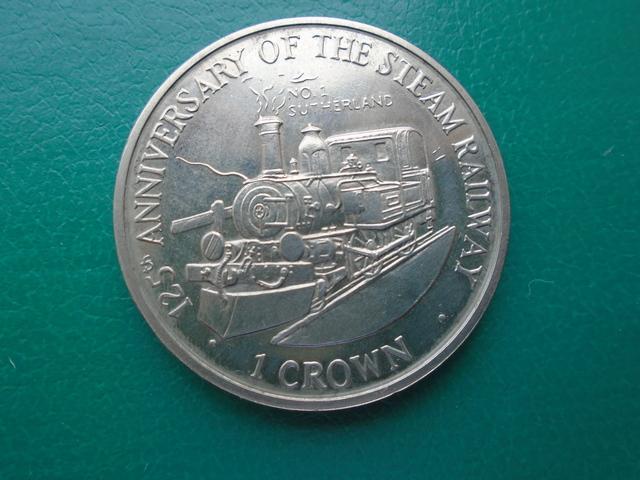 125th ANNIVERSARY OF THE STEAM RAILWAY
NO. 1
SUTHERLAND
1 CROWN